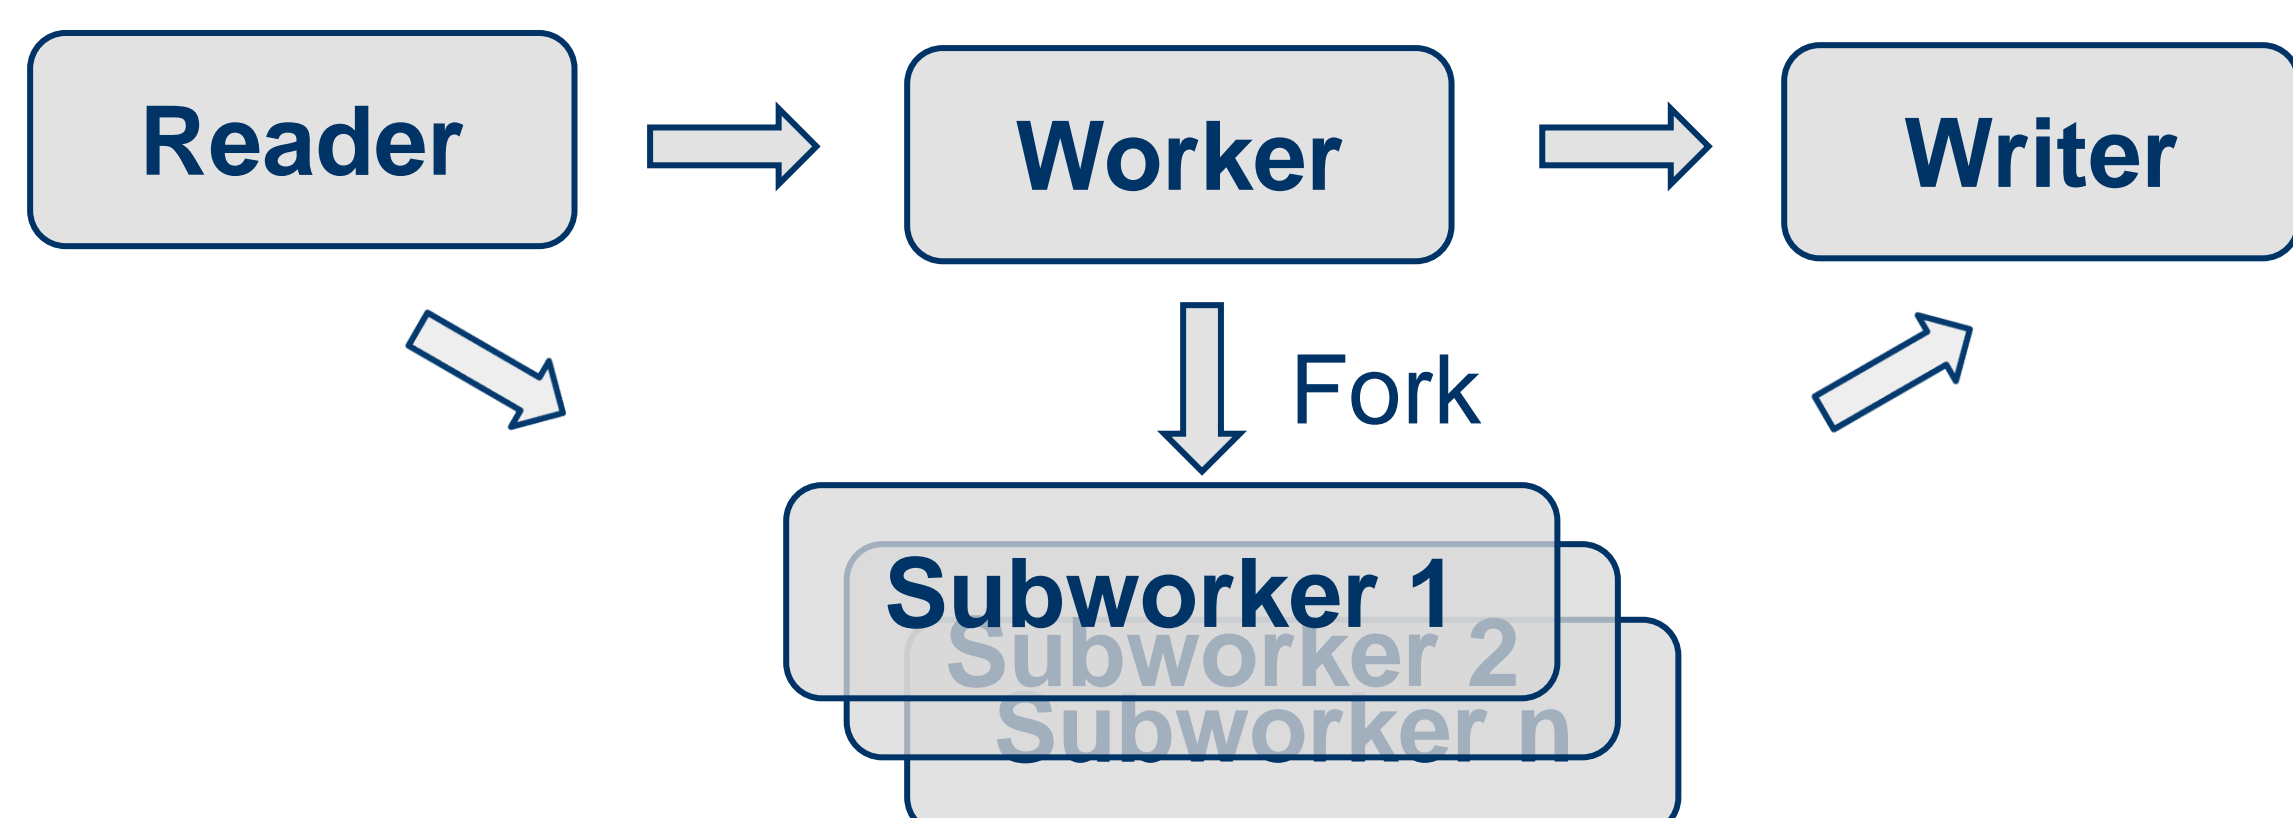 Reader
Worker
Writer
Fork
Subworker 1
Subworker 2
Subworker n